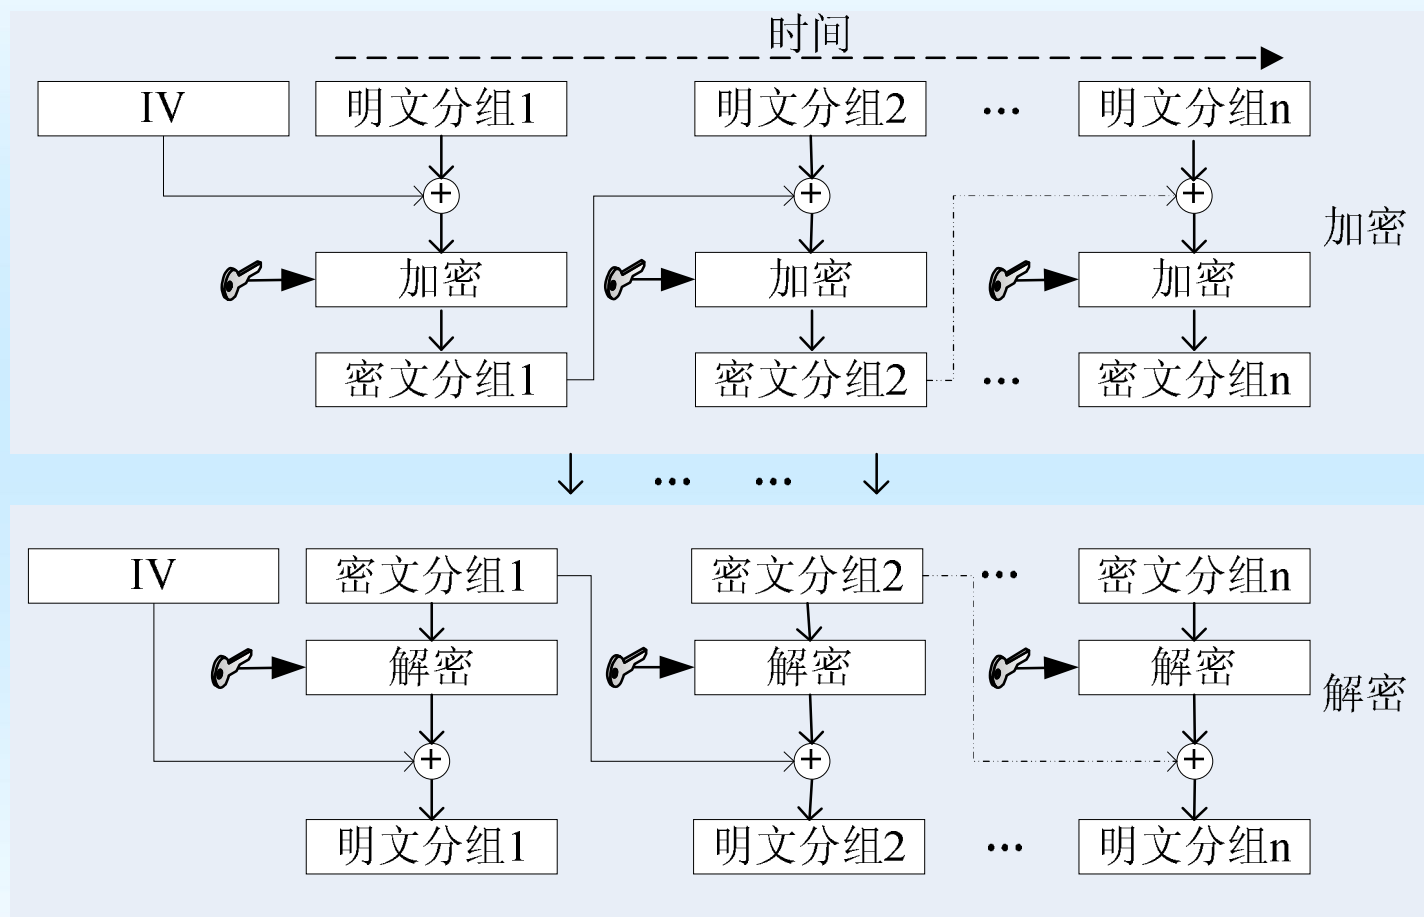 时间
IV 明文分组1 明文分组2 … 明文分组n
+ + +
加密
加密 加密 加密
密文分组1 密文分组2 … 密文分组n
… …
IV 密文分组1 密文分组2 … 密文分组n
解密 解密 解密
解密
+ + +
明文分组1 明文分组2 … 明文分组n